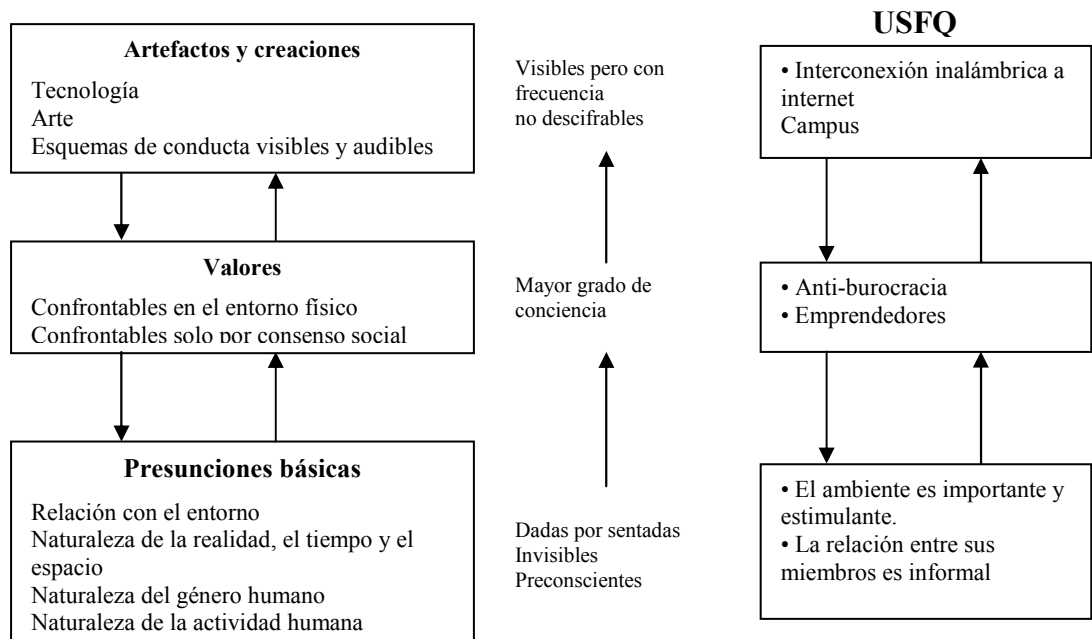 Artefactos y creaciones
Tecnología
Arte
Esquemas de conducta visibles y audibles
Valores
Confrontables en el entorno físico
Confrontables solo por consenso social
Presunciones básicas
Relación con el entorno
Naturaleza de la realidad, el tiempo y el
espacio
Naturaleza del género humano
Naturaleza de la actividad humana
Visibles pero con
frecuencia
no descifrables
Mayor grado de
conciencia
Dadas por sentadas
Invisibles
Preconscientes
USFQ
• Interconexión inalámbrica a
internet
Campus
• Anti-burocracia
• Emprendedores
• El ambiente es importante y
estimulante.
• La relación entre sus
miembros es informal